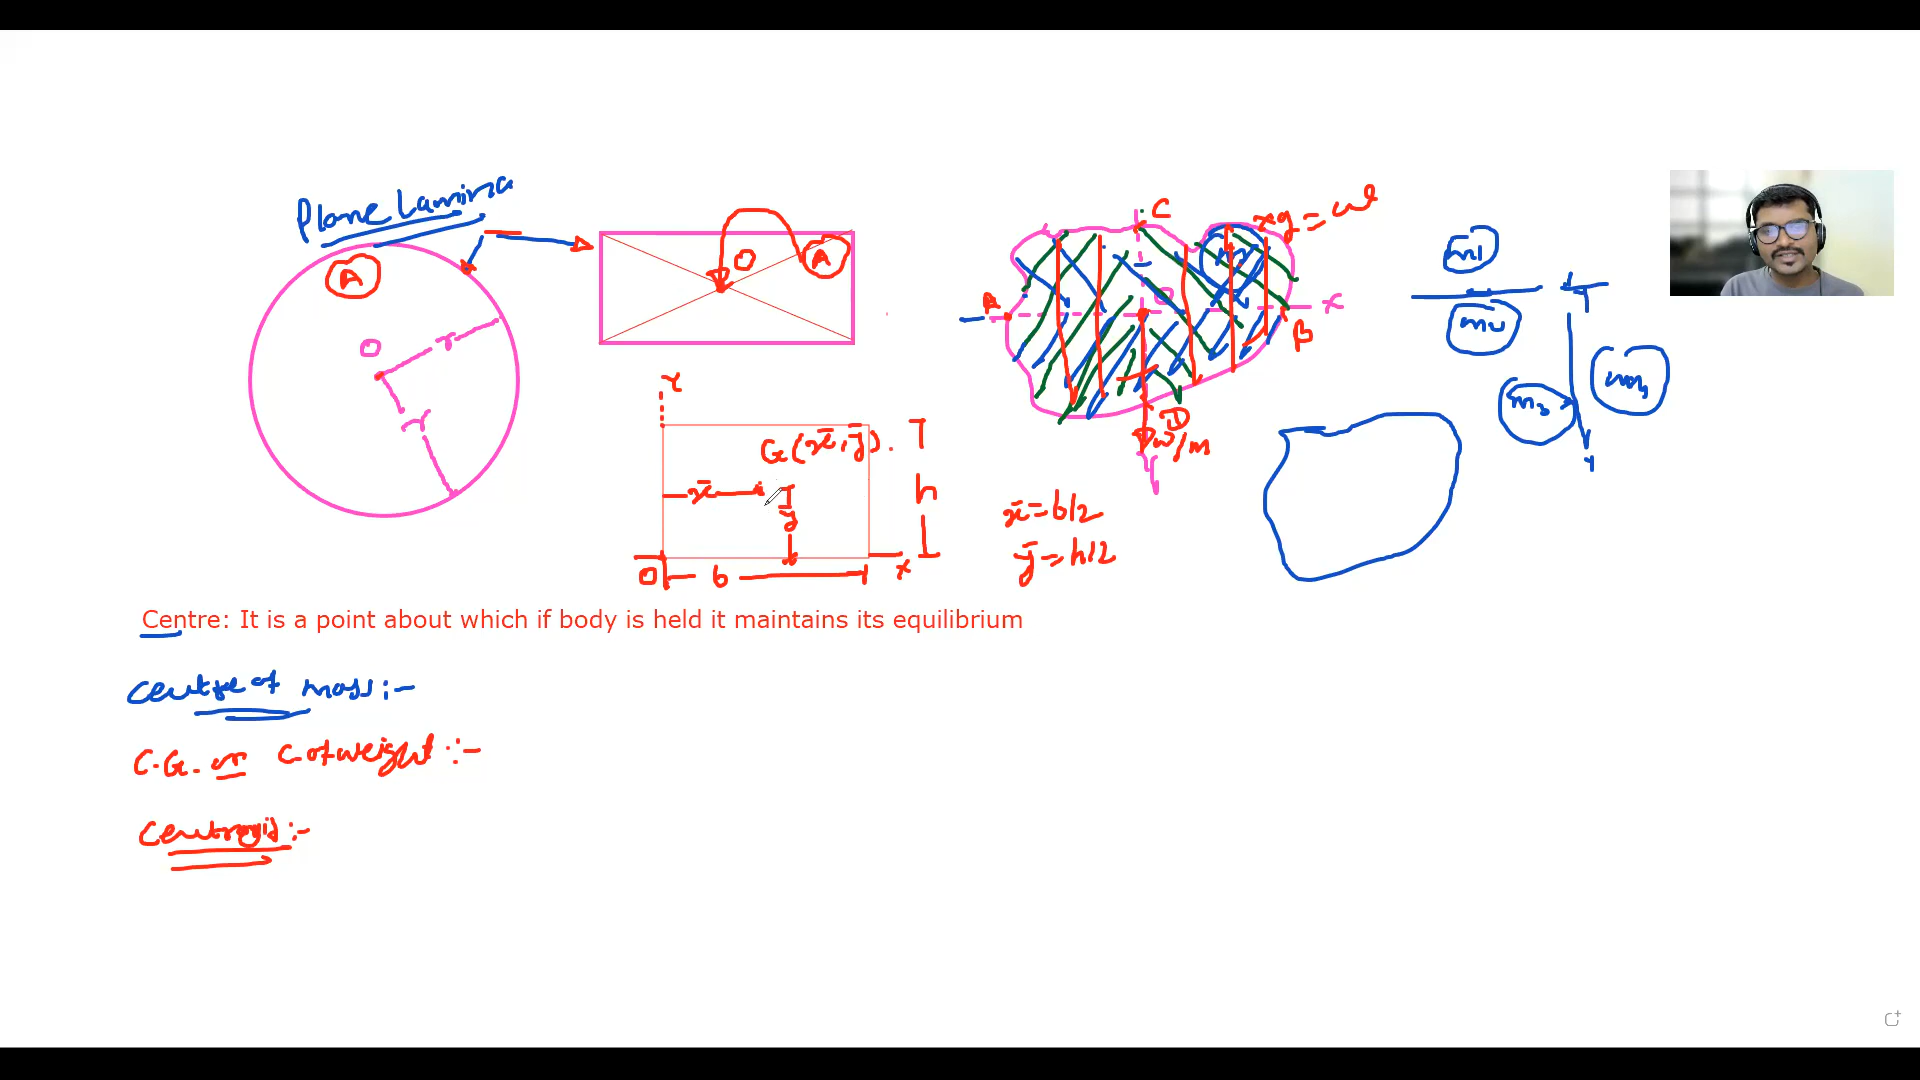 Plane Lamina
A
O
r
r
O
A
Y
G(x̄,ȳ).
h
x̄
ȳ
O
b
x
x̄=b/2
ȳ=h/2
C
xg=wt
m
A
O
X
B
D
w/m
Y
m1
m2
m3
m4
Centre: It is a point about which if body is held it maintains its equilibrium
Centre of mass:-
C.G. or C. of weight:-
Centroid:-